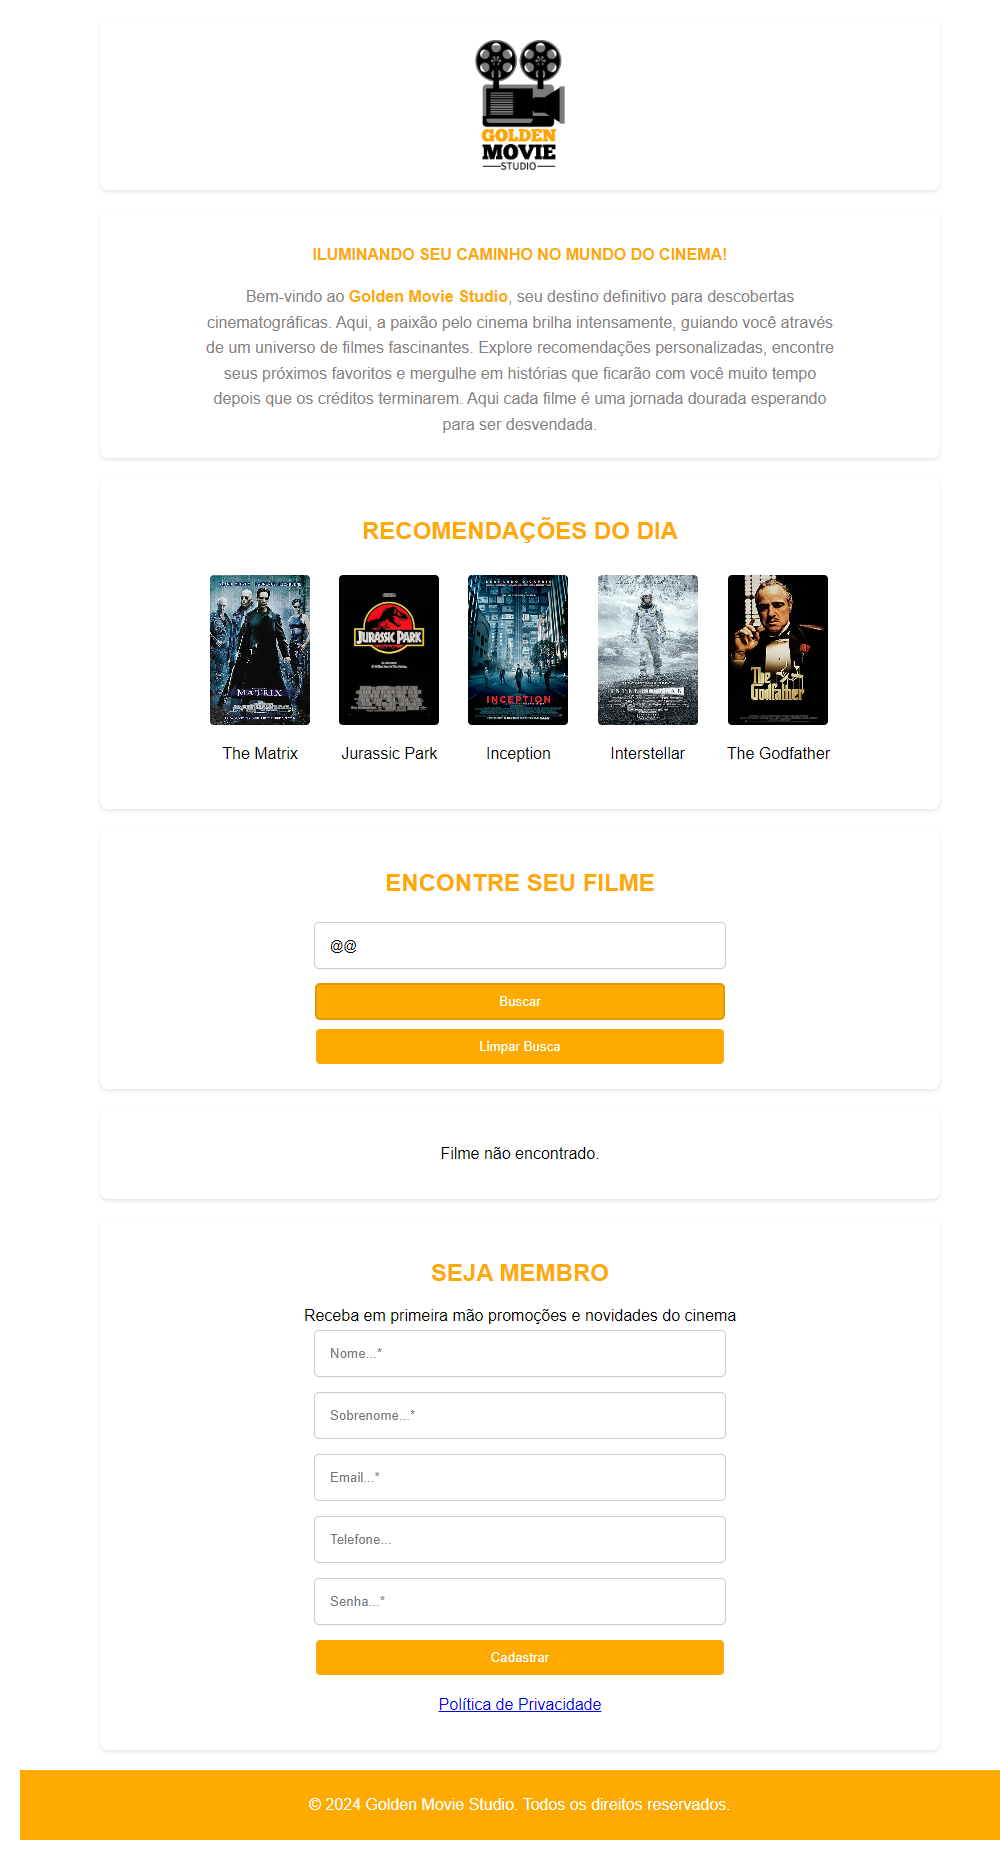 GOLDEN
MOVIE
STUDIO
ILUMINANDO SEU CAMINHO NO MUNDO DO CINEMA!
Bem-vindo ao Golden Movie Studio, seu destino definitivo para descobertas
cinematográficas. Aqui, a paixão pelo cinema brilha intensamente, guiando você através
de um universo de filmes fascinantes. Explore recomendações personalizadas, encontre
seus próximos favoritos e mergulhe em histórias que ficarão com você muito tempo
depois que os créditos terminarem. Aqui cada filme é uma jornada dourada esperando
para ser desvendada.
RECOMENDAÇÕES DO DIA
MATRIX
JURASSIC PARK
INCEPTION
The Godfather
The Matrix
Jurassic Park
Inception
Interstellar
The Godfather
ENCONTRE SEU FILME
@@
Buscar
Limpar Busca
Filme não encontrado.
SEJA MEMBRO
Receba em primeira mão promoções e novidades do cinema
Nome...*
Sobrenome...*
Email...*
Telefone...
Senha...*
Cadastrar
Política de Privacidade
© 2024 Golden Movie Studio. Todos os direitos reservados.